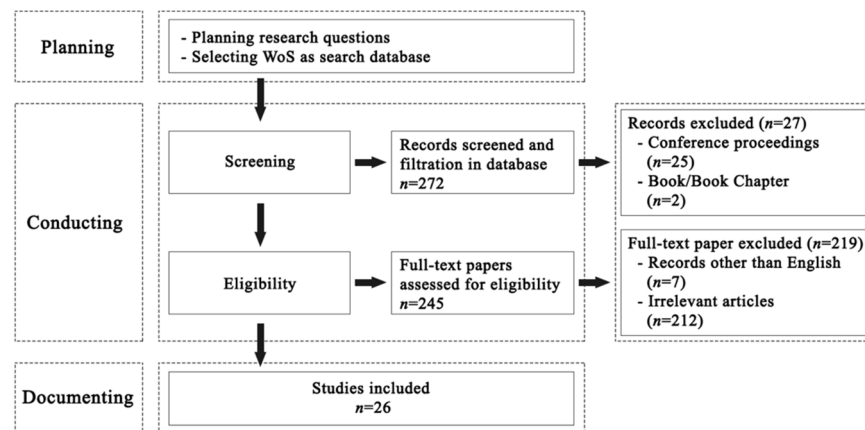 Planning
- Planning research questions
- Selecting WoS as search database
Conducting
Screening
Records screened and
filtration in database
n=272
Records excluded (n=27)
- Conference proceedings
(n=25)
- Book/Book Chapter
(n=2)
Eligibility
Full-text papers
assessed for eligibility
n=245
Full-text paper excluded (n=219)
- Records other than English
(n=7)
- Irrelevant articles
(n=212)
Documenting
Studies included
n=26